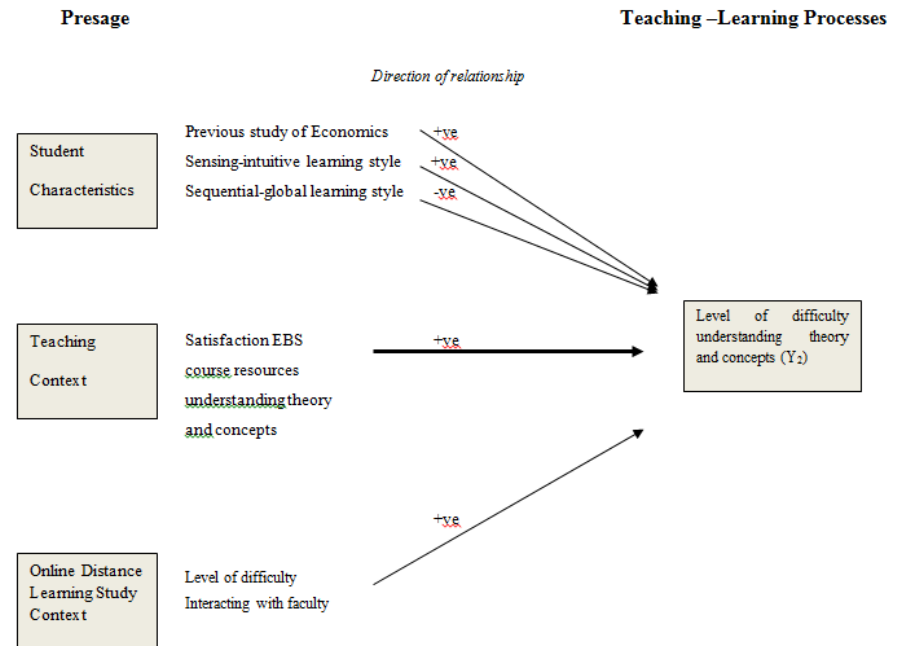 Presage
Teaching –Learning Processes
Direction of relationship
Student
Characteristics
Previous study of Economics
+ve
Sensing-intuitive learning style
+ve
Sequential-global learning style
-ve
Teaching
Context
Satisfaction EBS
course resources
understanding theory
and concepts
+ve
Level of difficulty
understanding theory
and concepts (Y₂)
Online Distance
Learning Study
Context
Level of difficulty
Interacting with faculty
+ve